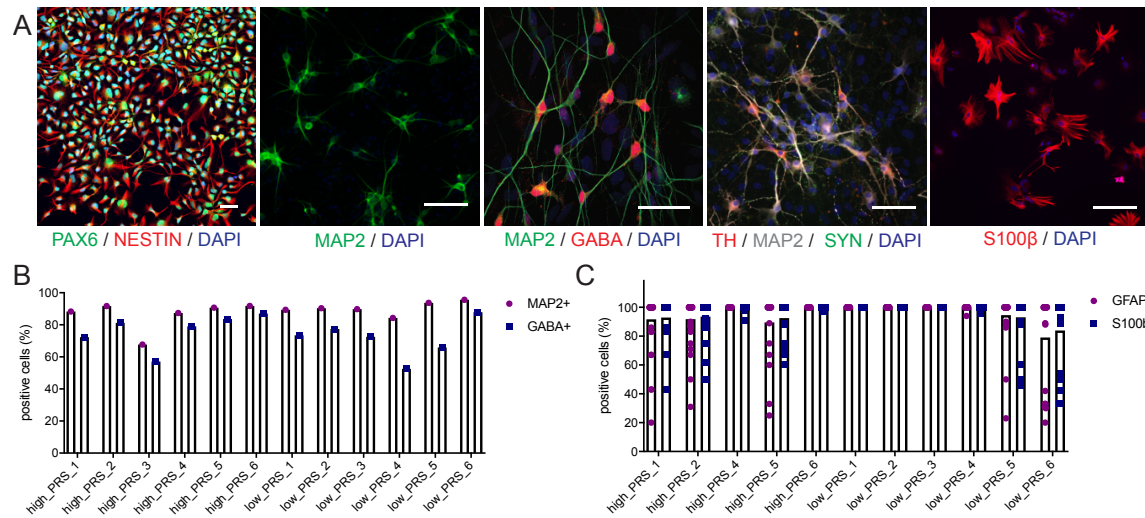 A
PAX6 / NESTIN / DAPI
MAP2 / DAPI
MAP2 / GABA / DAPI
TH / MAP2 / SYN / DAPI
S100β / DAPI
B
positive cells (%)
100
80
60
40
20
0
high_PRS_1
high_PRS_2
high_PRS_3
high_PRS_4
high_PRS_5
high_PRS_6
low_PRS_1
low_PRS_2
low_PRS_3
low_PRS_4
low_PRS_5
low_PRS_6
MAP2+
GABA+
C
positive cells (%)
100
80
60
40
20
0
high_PRS_1
high_PRS_2
high_PRS_4
high_PRS_5
high_PRS_6
low_PRS_1
low_PRS_2
low_PRS_3
low_PRS_4
low_PRS_5
low_PRS_6
GFAP
S100b